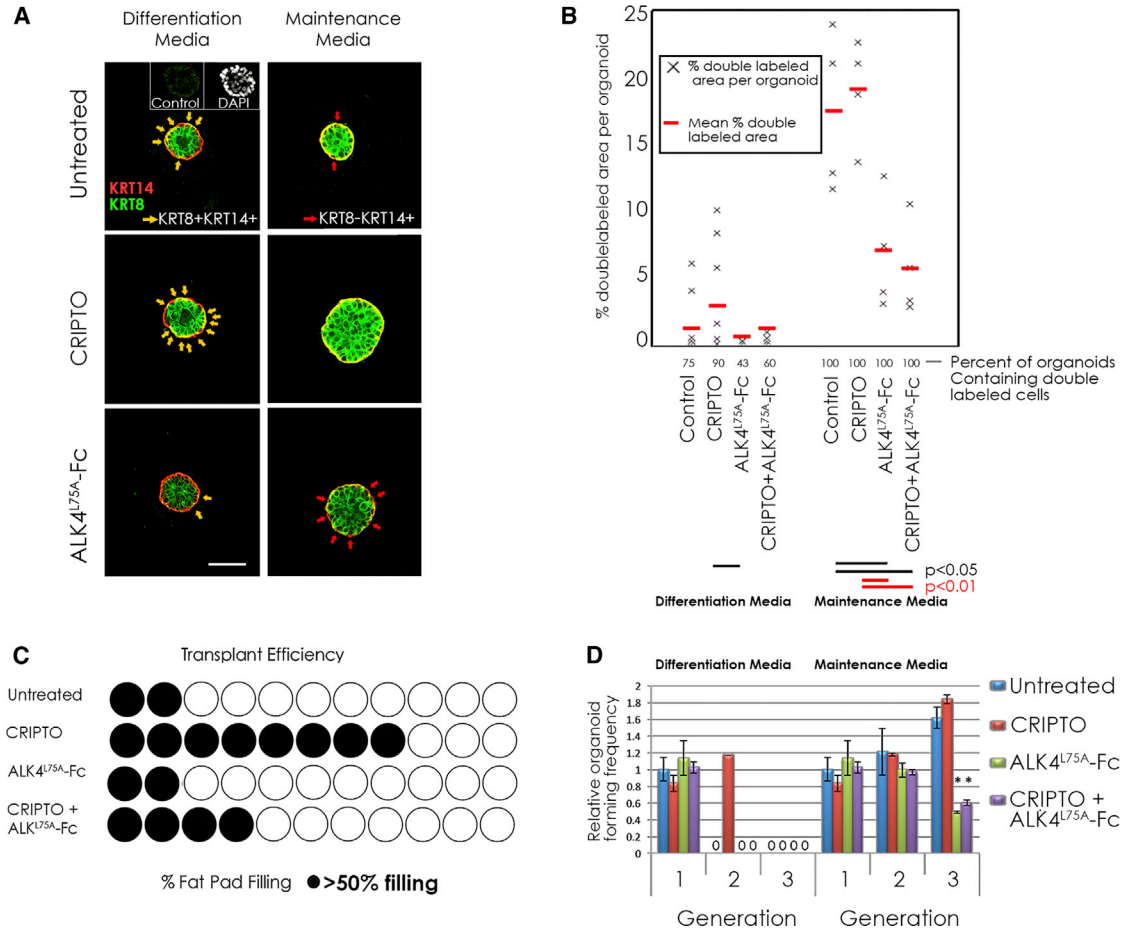 A
Differentiation Media
Maintenance Media
Untreated
CRIPTO
ALK4L75A-Fc
Control
DAPI
KRT14
KRT8
KRT8+KRT14+
KRT8-KRT14+
B
% doublelabeled area per organoid
25
20
15
10
5
0
% double labeled
area per organoid
Mean % double
labeled area
75 90 43 60 100 100 100 100
Percent of organoids
Containing double
labeled cells
Control
CRIPTO
ALK4L75A-Fc
CRIPTO+ALK4L75A-Fc
Control
CRIPTO
ALK4L75A-Fc
CRIPTO+ALK4L75A-Fc
p<0.05
p<0.01
Differentiation Media
Maintenance Media
C
Transplant Efficiency
Untreated
CRIPTO
ALK4L75A-Fc
CRIPTO +
ALKL75A-Fc
% Fat Pad Filling
>50% filling
D
Differentiation Media
Maintenance Media
Relative organoid
forming frequency
2
1.8
1.6
1.4
1.2
1
0.8
0.6
0.4
0.2
0
0 00 0000
* *
1 2 3 1 2 3
Generation
Generation
Untreated
CRIPTO
ALK4L75A-Fc
CRIPTO +
ALK4L75A-Fc